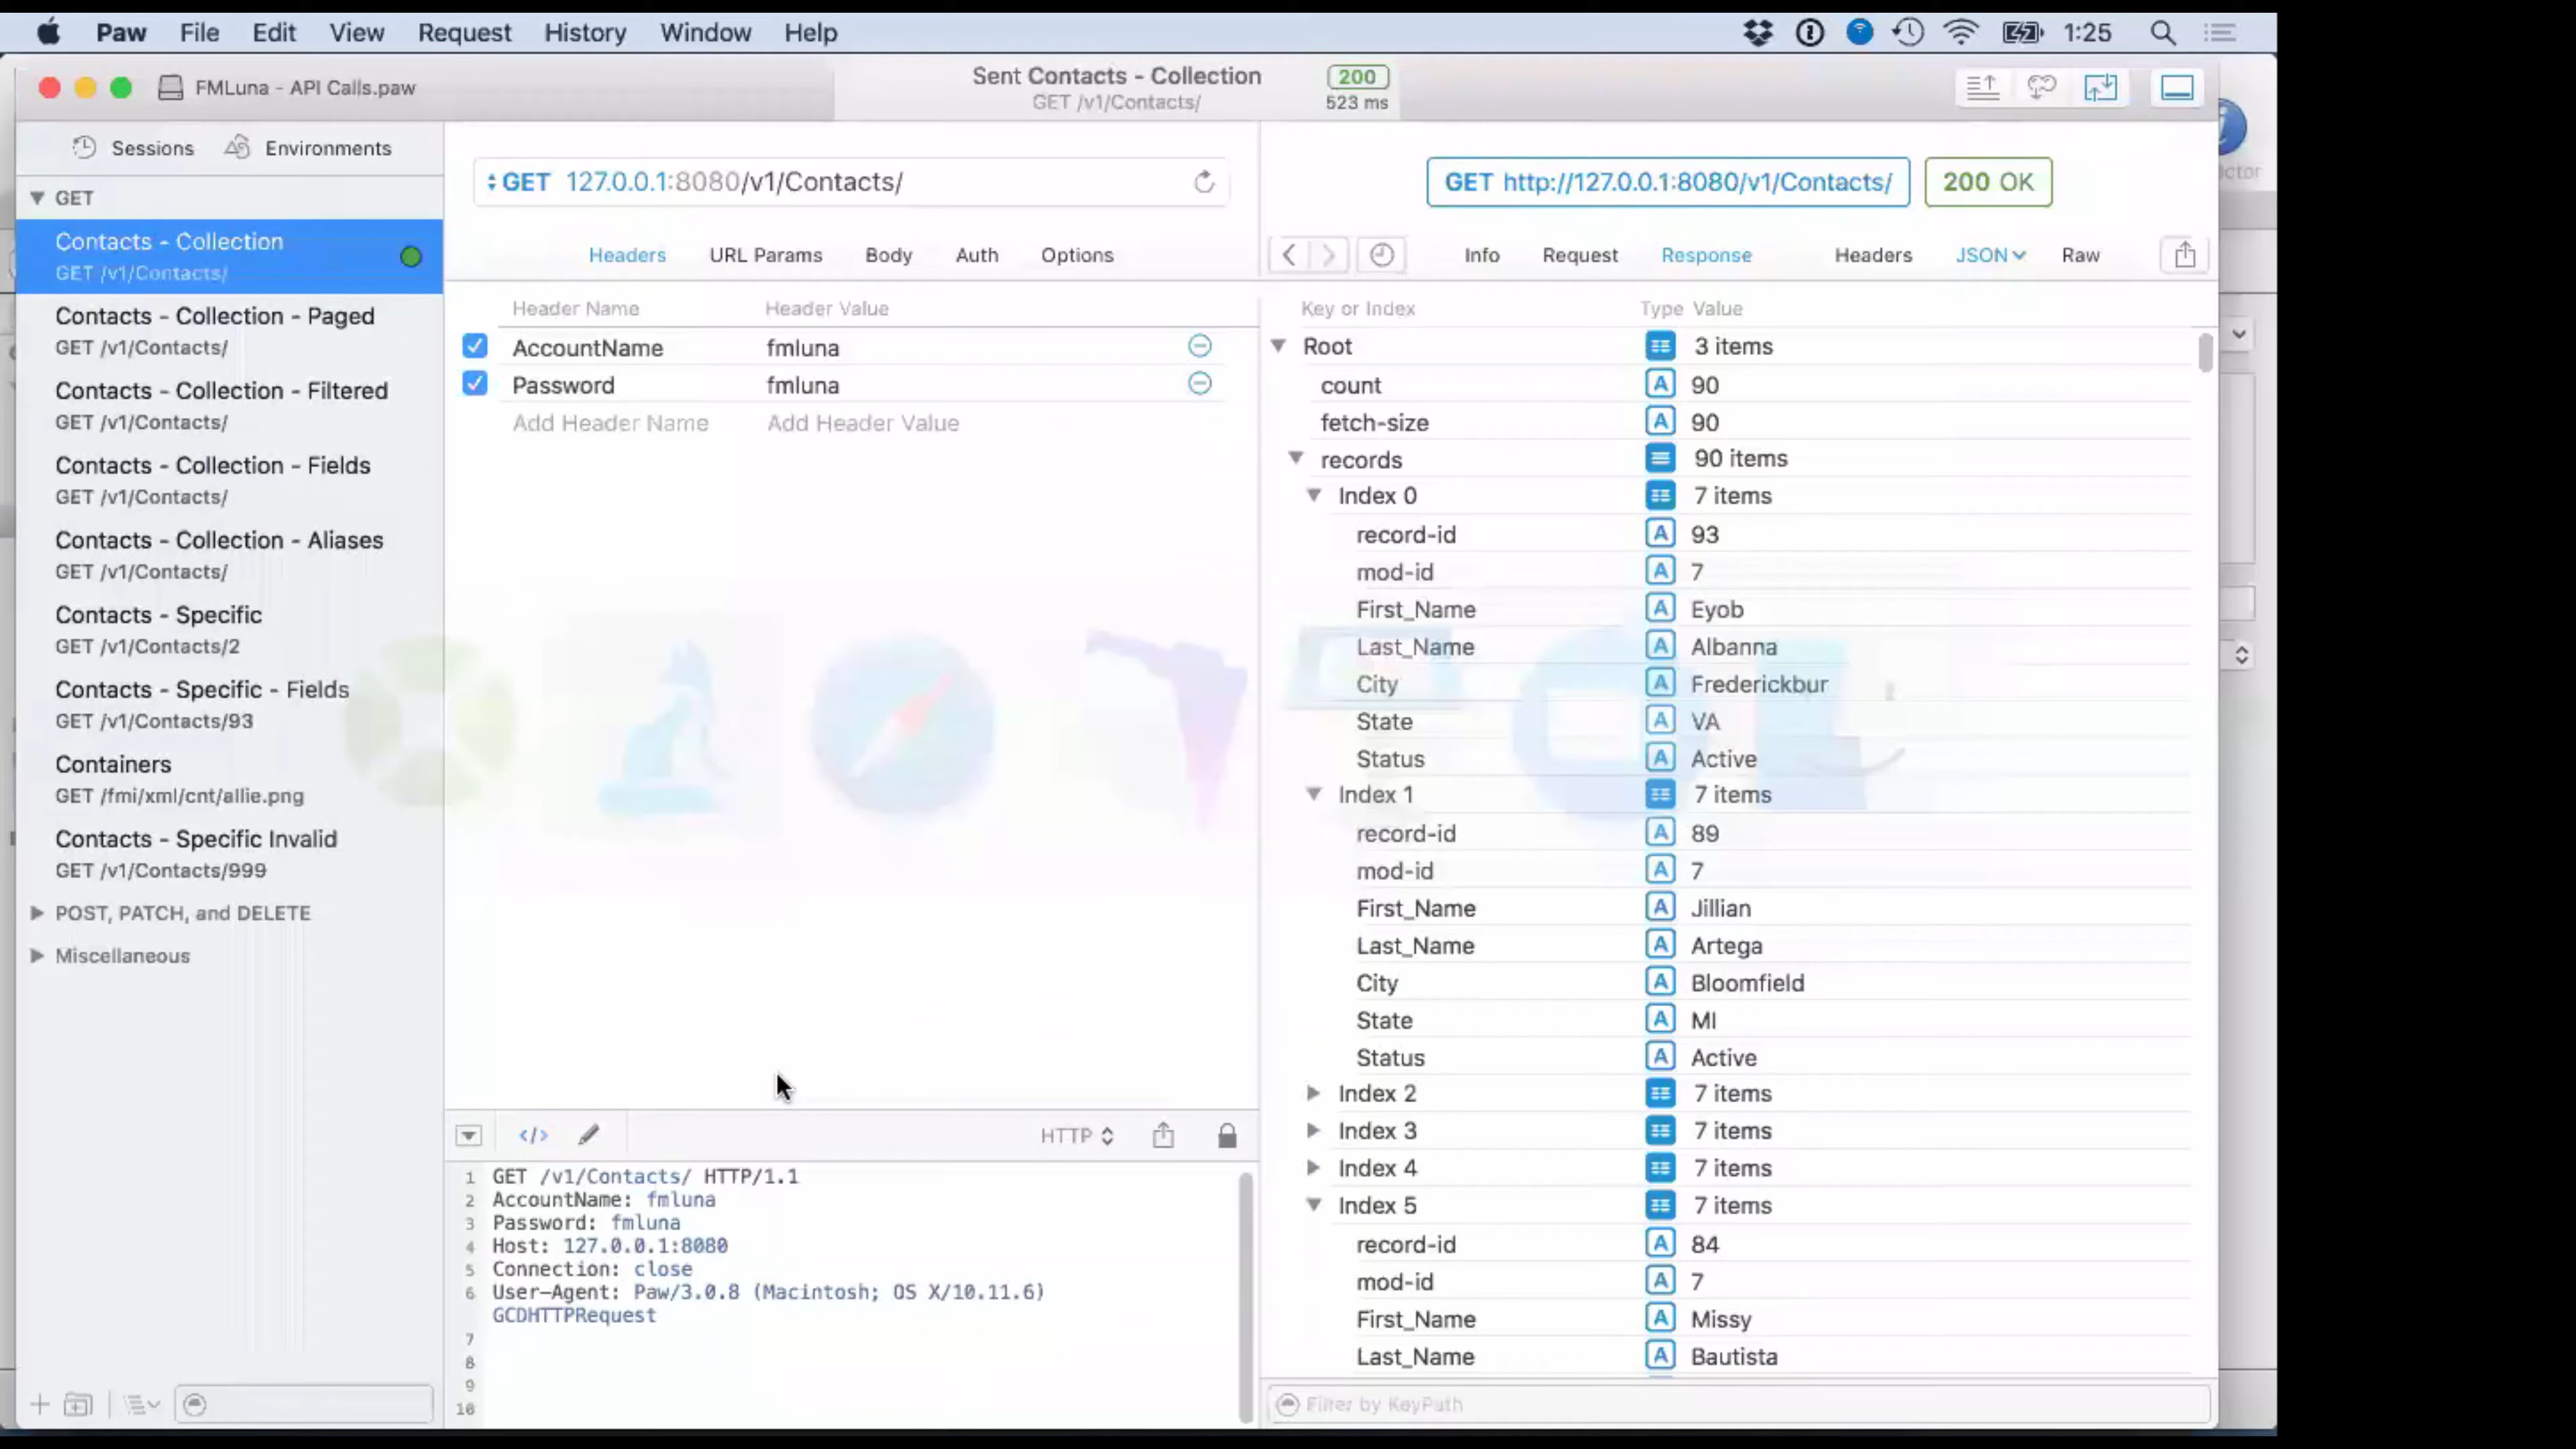 Paw File Edit View Request History Window Help 1:25
FMLuna - API Calls.paw
Sent Contacts - Collection
GET /v1/Contacts/
200
523 ms
Sessions Environments
GET
Contacts - Collection
GET /v1/Contacts/
Contacts - Collection - Paged
GET /v1/Contacts/
Contacts - Collection - Filtered
GET /v1/Contacts/
Contacts - Collection - Fields
GET /v1/Contacts/
Contacts - Collection - Aliases
GET /v1/Contacts/
Contacts - Specific
GET /v1/Contacts/2
Contacts - Specific - Fields
GET /v1/Contacts/93
Containers
GET /fmi/xml/cnt/allie.png
Contacts - Specific Invalid
GET /v1/Contacts/999
POST, PATCH, and DELETE
Miscellaneous
GET 127.0.0.1:8080/v1/Contacts/
Headers URL Params Body Auth Options
Header Name Header Value
AccountName fmluna
Password fmluna
Add Header Name Add Header Value
HTTP
1 GET /v1/Contacts/ HTTP/1.1
2 AccountName: fmluna
3 Password: fmluna
4 Host: 127.0.0.1:8080
5 Connection: close
6 User-Agent: Paw/3.0.8 (Macintosh; OS X/10.11.6)
GCDHTTPRequest
7
8
9
10
GET http://127.0.0.1:8080/v1/Contacts/ 200 OK
Info Request Response Headers JSON Raw
Key or Index Type Value
Root 3 items
count A 90
fetch-size A 90
records 90 items
Index 0 7 items
record-id A 93
mod-id A 7
First_Name A Eyob
Last_Name A Albanna
City A Frederickbur
State A VA
Status A Active
Index 1 7 items
record-id A 89
mod-id A 7
First_Name A Jillian
Last_Name A Artega
City A Bloomfield
State A MI
Status A Active
Index 2 7 items
Index 3 7 items
Index 4 7 items
Index 5 7 items
record-id A 84
mod-id A 7
First_Name A Missy
Last_Name A Bautista
Filter by KeyPath
ctor